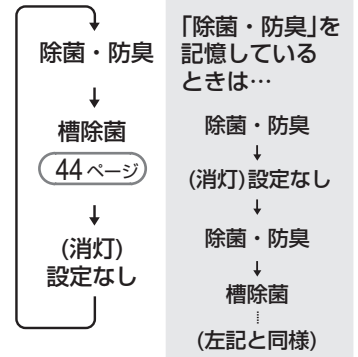 除菌・防臭
槽除菌
44ページ
(消灯)
設定なし
「除菌・防臭」を
記憶している
ときは…
除菌・防臭
(消灯)設定なし
除菌・防臭
槽除菌
(左記と同様)